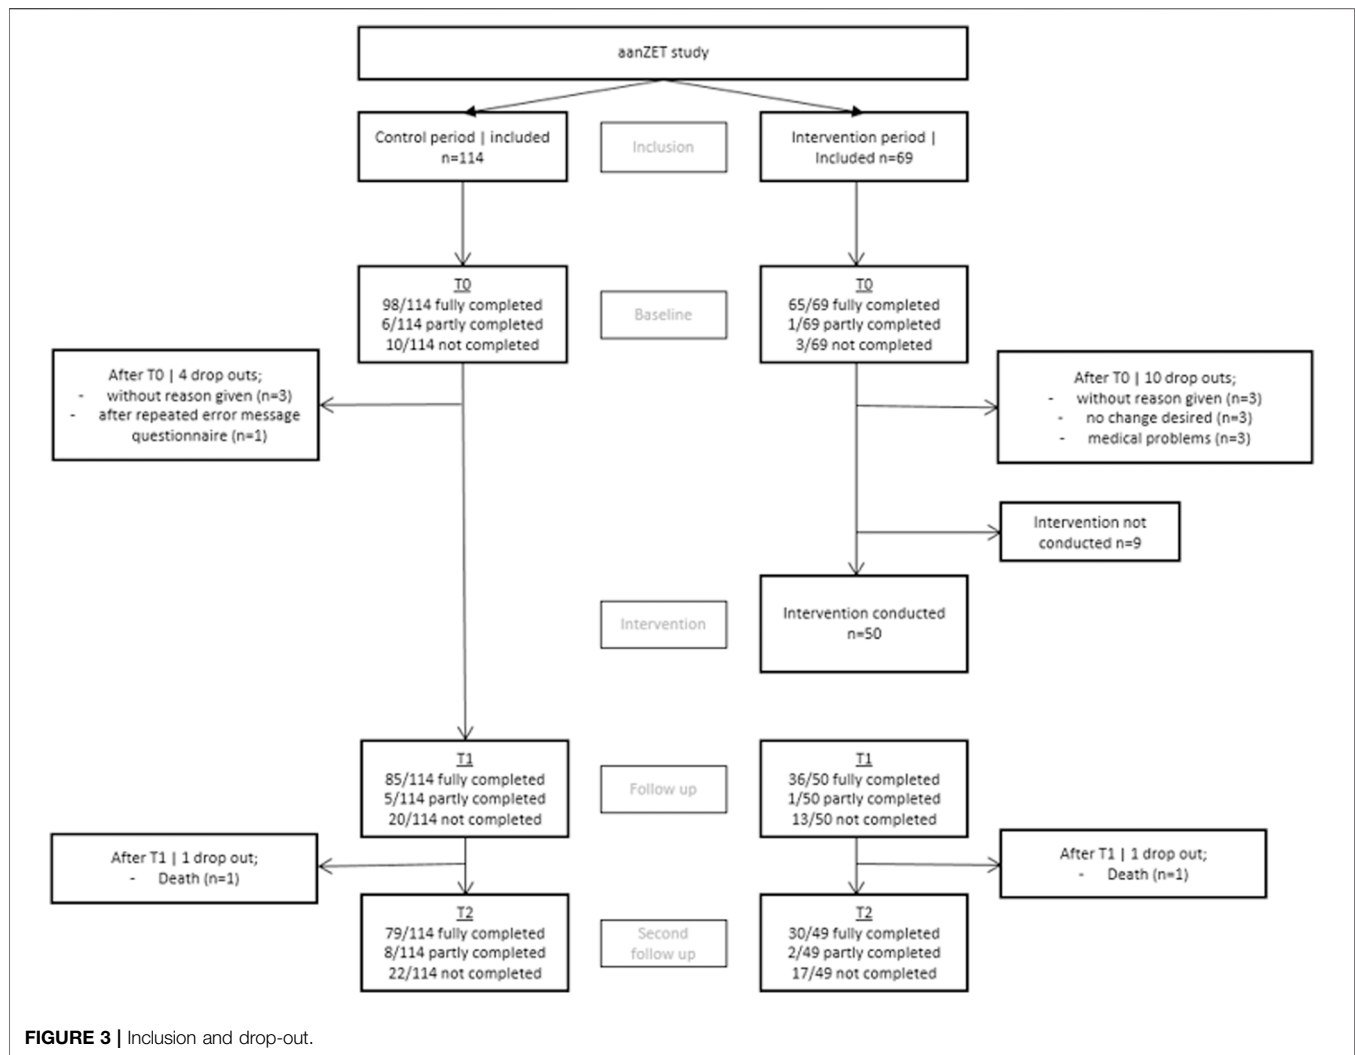 aanZET study
Control period | included
n=114
Inclusion
Intervention period |
Included n=69
T0
98/114 fully completed
6/114 partly completed
10/114 not completed
Baseline
T0
65/69 fully completed
1/69 partly completed
3/69 not completed
After T0 | 4 drop outs;
- without reason given (n=3)
- after repeated error message
questionnaire (n=1)
After T0 | 10 drop outs;
- without reason given (n=3)
- no change desired (n=3)
- medical problems (n=3)
Intervention not
conducted n=9
Intervention
Intervention conducted
n=50
T1
85/114 fully completed
5/114 partly completed
20/114 not completed
Follow up
T1
36/50 fully completed
1/50 partly completed
13/50 not completed
After T1 | 1 drop out;
- Death (n=1)
After T1 | 1 drop out;
- Death (n=1)
T2
79/114 fully completed
8/114 partly completed
22/114 not completed
Second
follow up
T2
30/49 fully completed
2/49 partly completed
17/49 not completed
FIGURE 3 | Inclusion and drop-out.